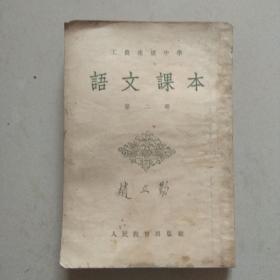 工農速成中學
語文課本
第二冊
人民教育出版社